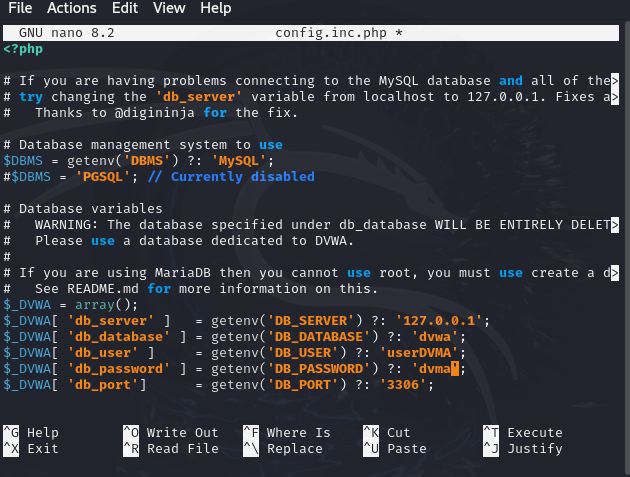 File Actions Edit View Help
GNU nano 8.2 config.inc.php *
<?php
# If you are having problems connecting to the MySQL database and all of the>
# try changing the 'db_server' variable from localhost to 127.0.0.1. Fixes a>
#   Thanks to @digininja for the fix.
# Database management system to use
$DBMS = getenv('DBMS') ?: 'MySQL';
#$DBMS = 'PGSQL'; // Currently disabled
# Database variables
#   WARNING: The database specified under db_database WILL BE ENTIRELY DELET>
#   Please use a database dedicated to DVWA.
#
# If you are using MariaDB then you cannot use root, you must use create a d>
#   See README.md for more information on this.
$_DVWA = array();
$_DVWA[ 'db_server' ]   = getenv('DB_SERVER') ?: '127.0.0.1';
$_DVWA[ 'db_database' ] = getenv('DB_DATABASE') ?: 'dvwa';
$_DVWA[ 'db_user' ]     = getenv('DB_USER') ?: 'userDVMA';
$_DVWA[ 'db_password' ] = getenv('DB_PASSWORD') ?: 'dvma';
$_DVWA[ 'db_port']      = getenv('DB_PORT') ?: '3306';
^G Help ^O Write Out ^F Where Is ^K Cut ^T Execute
^X Exit ^R Read File ^\ Replace ^U Paste ^J Justify